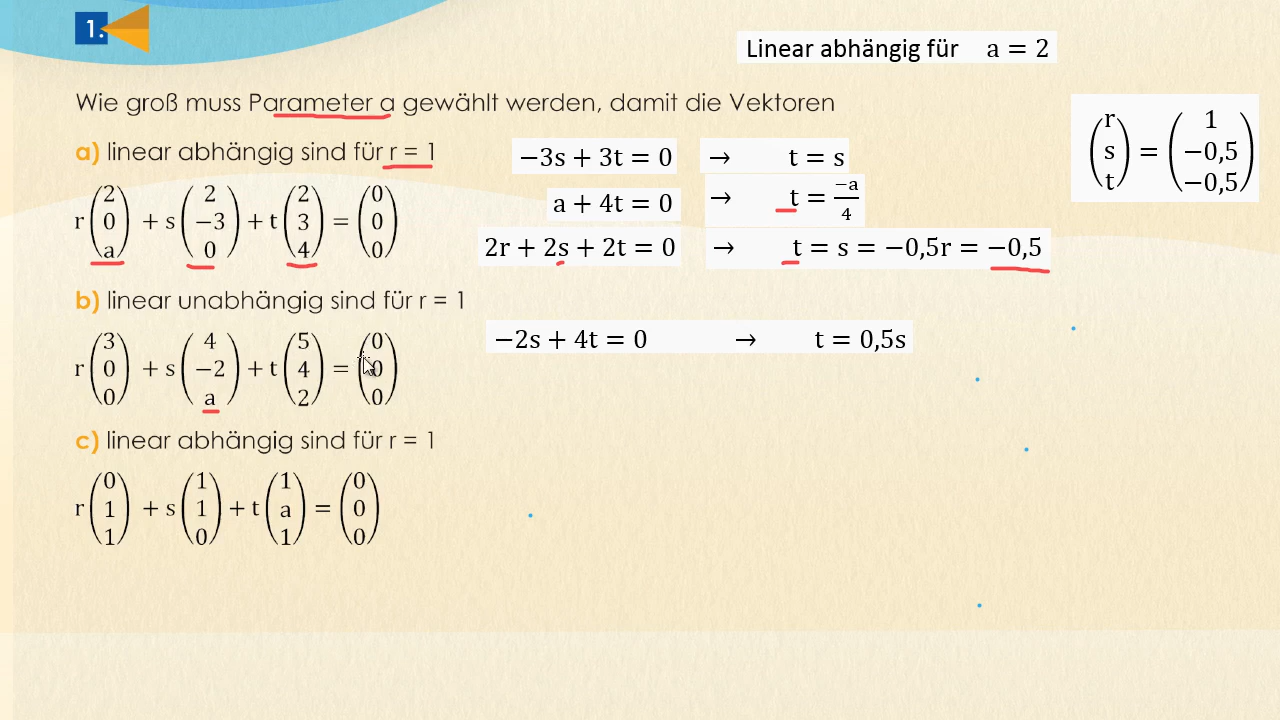 1.
Linear abhängig für a = 2
Wie groß muss Parameter a gewählt werden, damit die Vektoren
a) linear abhängig sind für r = 1
r (2 0 a) + s (2 −3 0) + t (2 3 4) = (0 0 0)
−3s + 3t = 0 → t = s
a + 4t = 0 → t = −a/4
2r + 2s + 2t = 0 → t = s = −0,5r = −0,5
(r s t) = (1 −0,5 −0,5)
b) linear unabhängig sind für r = 1
r (3 0 0) + s (4 −2 a) + t (5 4 2) = (0 0 0)
−2s + 4t = 0 → t = 0,5s
c) linear abhängig sind für r = 1
r (0 1 1) + s (1 1 0) + t (1 a 1) = (0 0 0)